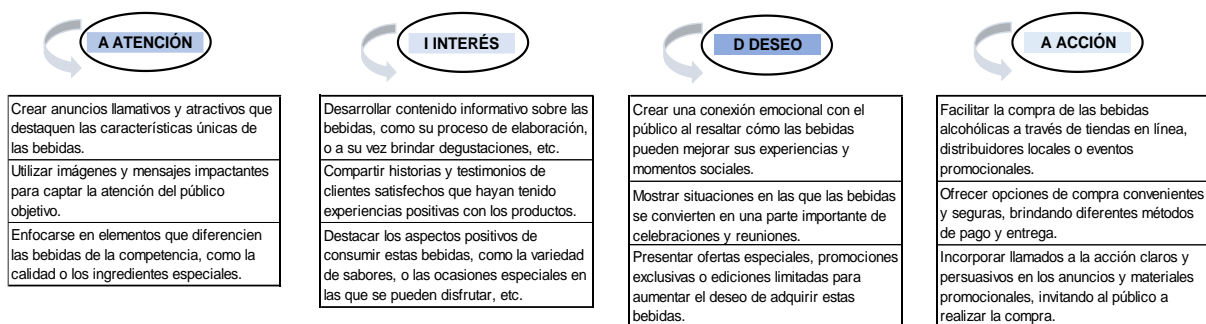 A ATENCIÓN
Crear anuncios llamativos y atractivos que
destaquen las características únicas de
las bebidas.
Utilizar imágenes y mensajes impactantes
para captar la atención del público
objetivo.
Enfocarse en elementos que diferencien
las bebidas de la competencia, como la
calidad o los ingredientes especiales.
I INTERÉS
Desarrollar contenido informativo sobre las
bebidas, como su proceso de elaboración,
o a su vez brindar degustaciones, etc.
Compartir historias y testimonios de
clientes satisfechos que hayan tenido
experiencias positivas con los productos.
Destacar los aspectos positivos de
consumir estas bebidas, como la variedad
de sabores, o las ocasiones especiales en
las que se pueden disfrutar, etc.
D DESEO
Crear una conexión emocional con el
público al resaltar cómo las bebidas
pueden mejorar sus experiencias y
momentos sociales.
Mostrar situaciones en las que las bebidas
se convierten en una parte importante de
celebraciones y reuniones.
Presentar ofertas especiales, promociones
exclusivas o ediciones limitadas para
aumentar el deseo de adquirir estas
bebidas.
A ACCIÓN
Facilitar la compra de las bebidas
alcohólicas a través de tiendas en línea,
distribuidores locales o eventos
promocionales.
Ofrecer opciones de compra convenientes
y seguras, brindando diferentes métodos
de pago y entrega.
Incorporar llamados a la acción claros y
persuasivos en los anuncios y materiales
promocionales, invitando al público a
realizar la compra.